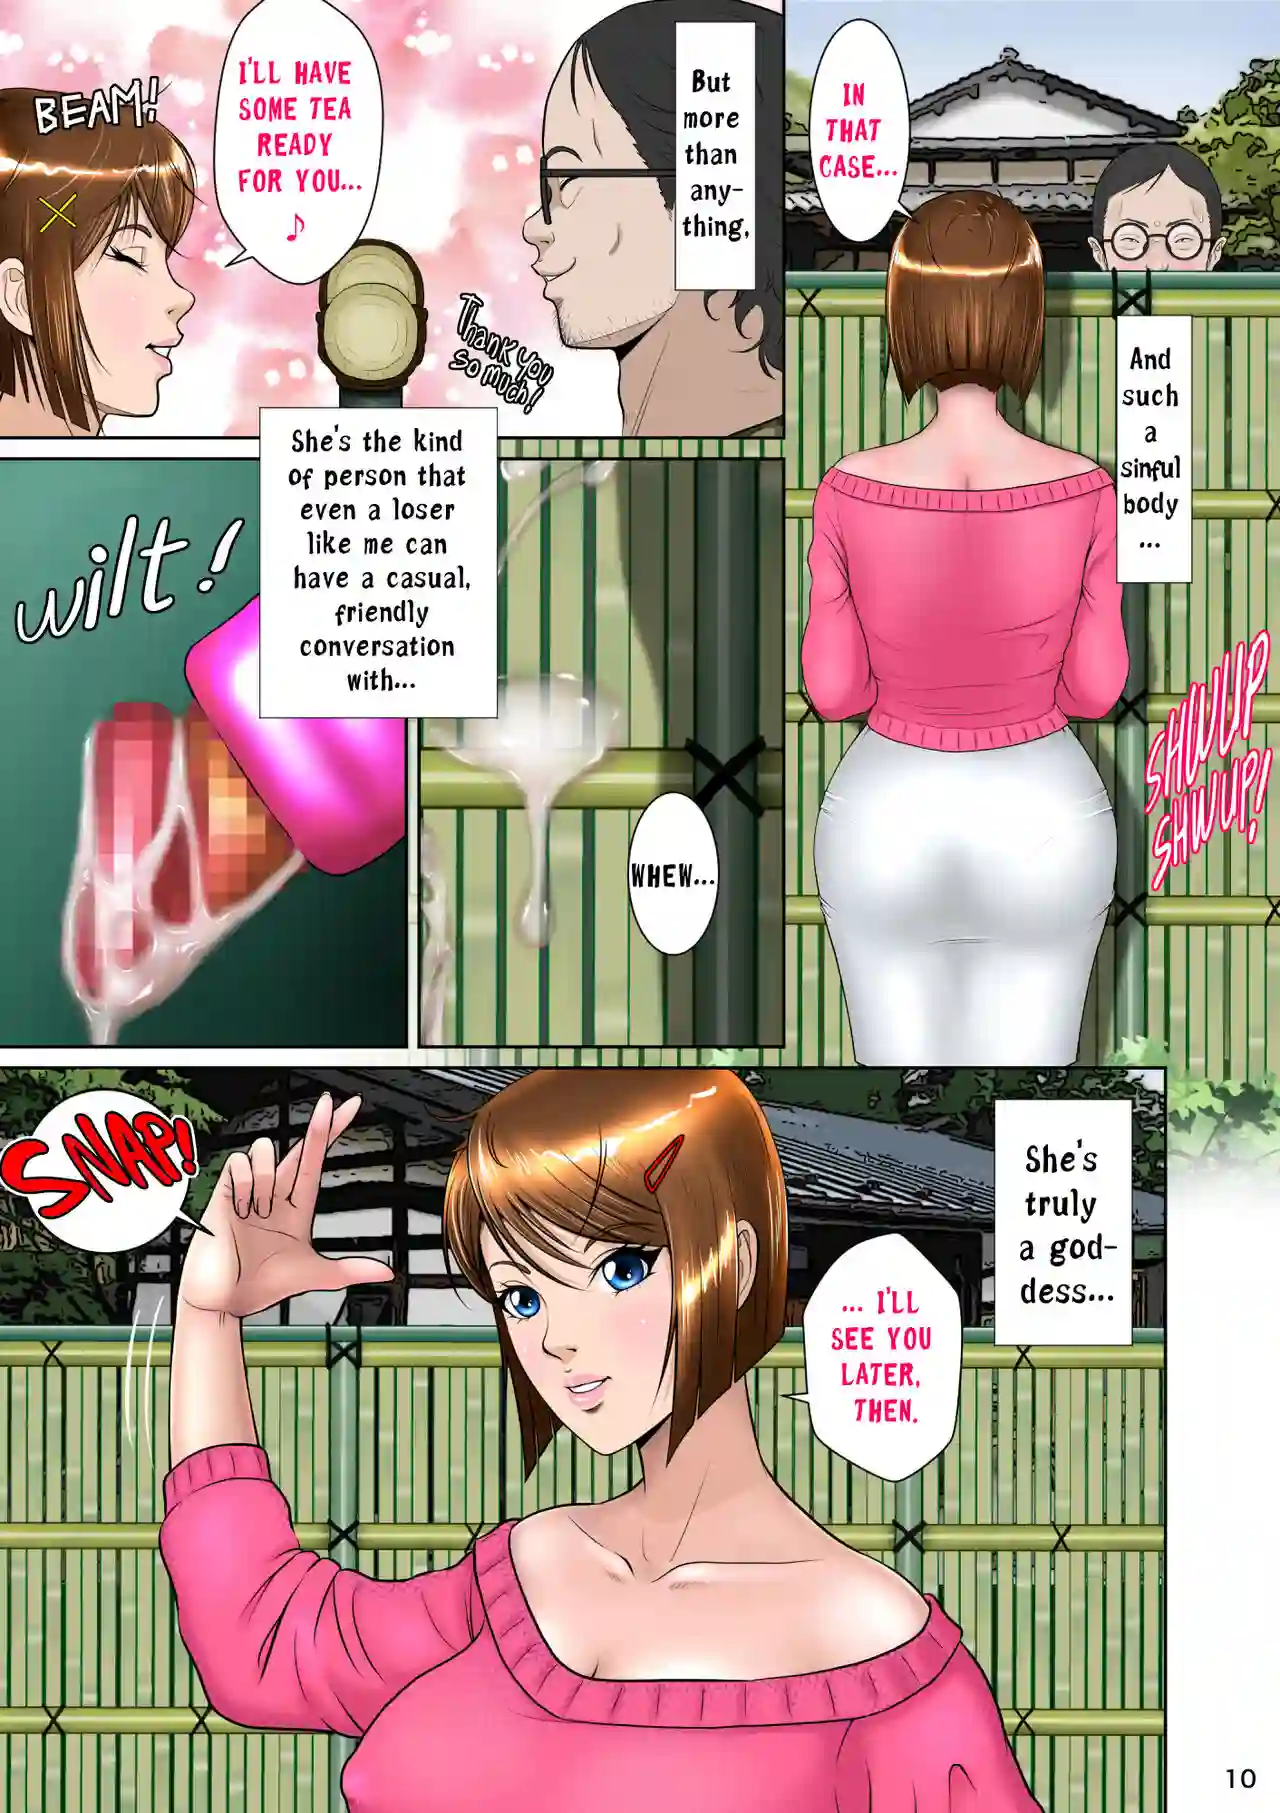 IN
THAT
CASE...
And
such
a
sinful
body
...
SHWUP
SHWUP!
But
more
than
any-
thing,
I'LL HAVE
SOME TEA
READY
FOR YOU...
♪
BEAM!
Thank you
so much!
She's the kind
of person that
even a loser
like me can
have a casual,
friendly
conversation
with...
WHEW...
wilt!
She's
truly
a god-
dess...
SNAP!
... I'LL
SEE YOU
LATER,
THEN.
10